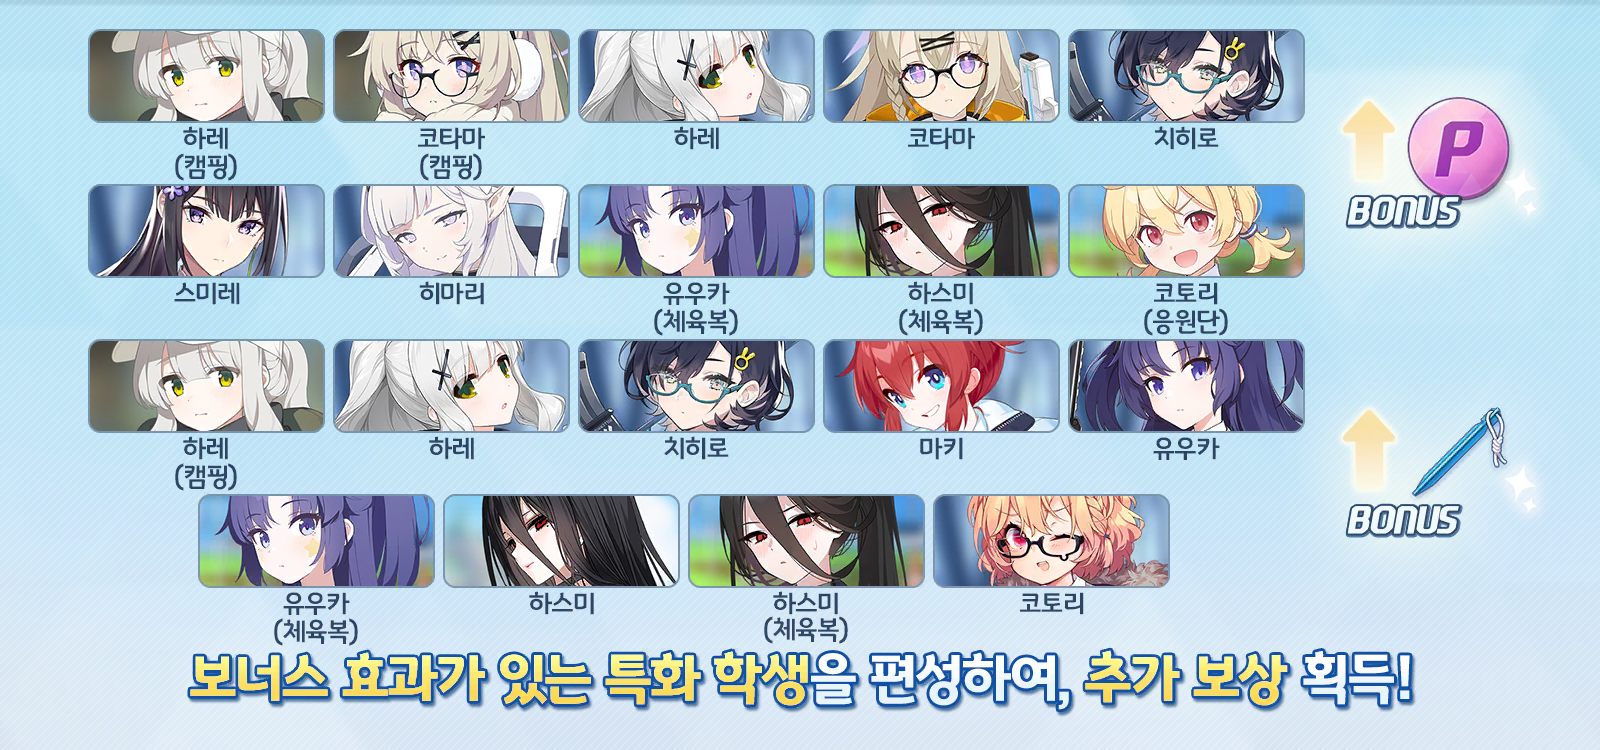 하레 코타마 하레 코타마 치히로
(캠핑) (캠핑)
P
BONUS
스미레 히마리 유우카 하스미 코토리
(체육복) (체육복) (응원단)
하레 하레 치히로 마키 유우카
(캠핑)
BONUS
유우카 하스미 하스미 코토리
(체육복) (체육복)
보너스 효과가 있는 특화 학생을 편성하여, 추가 보상 획득!